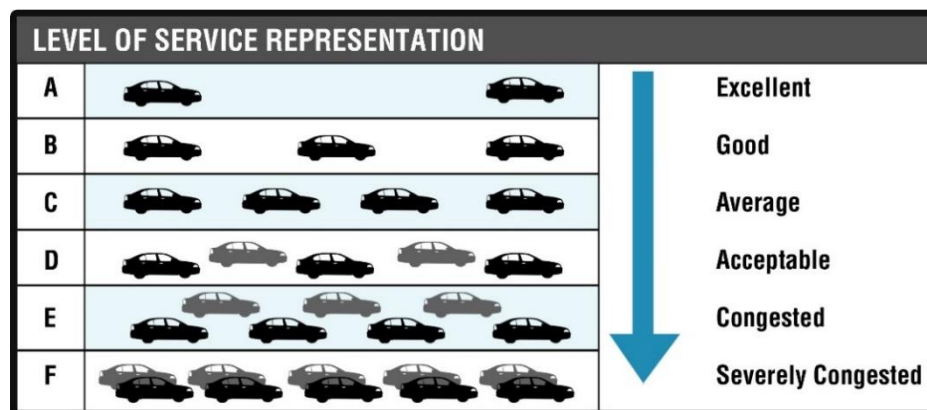 LEVEL OF SERVICE REPRESENTATION
A Excellent
B Good
C Average
D Acceptable
E Congested
F Severely Congested